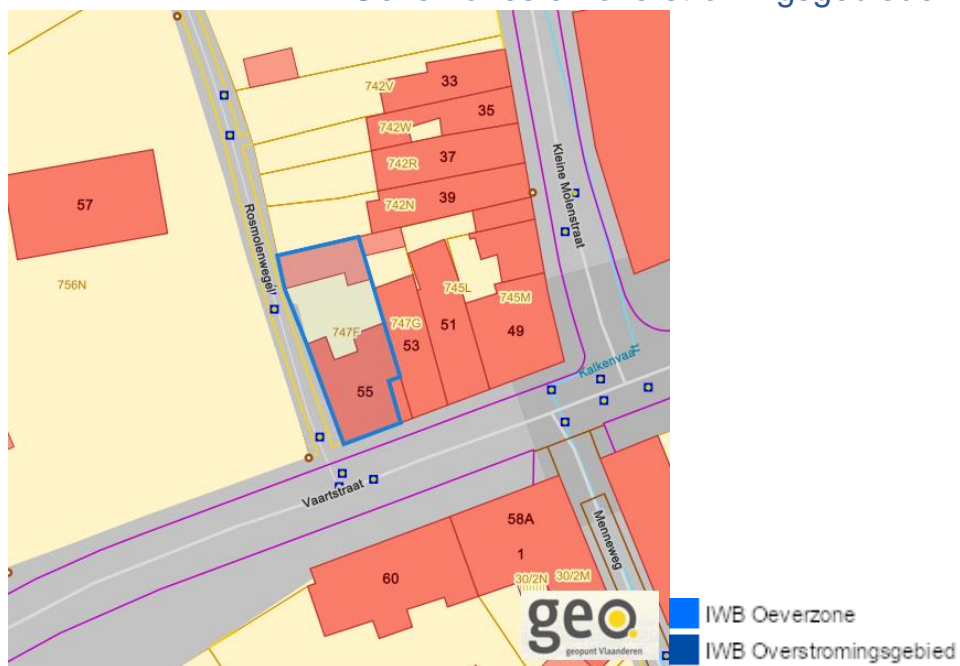 742V
33
35
742W
37
742R
39
742N
Kleine Molenstraat
57
Rosmolenwegel
756N
745L
745M
747F
747G
51
53
49
55
Kalkenvaa
Vaartstraat
58A
1
60
30/2N 30/2M
Menneweg
geo.
geopunt Vlaanderen
IWB Oeverzone
IWB Overstromingsgebied